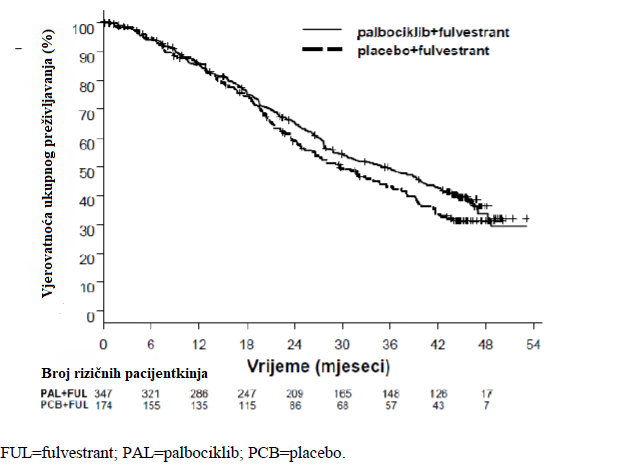 Vjerovatnoća ukupnog preživljavanja (%)
100
90
80
70
60
50
40
30
20
10
0
palbociklib+fulvestrant
placebo+fulvestrant
0 6 12 18 24 30 36 42 48 54
Vrijeme (mjeseci)
Broj rizičnih pacijentkinja
PAL+FUL 347 321 286 247 209 165 148 126 17
PCB+FUL 174 155 135 115 86 68 57 43 7
FUL=fulvestrant; PAL=palbociklib; PCB=placebo.